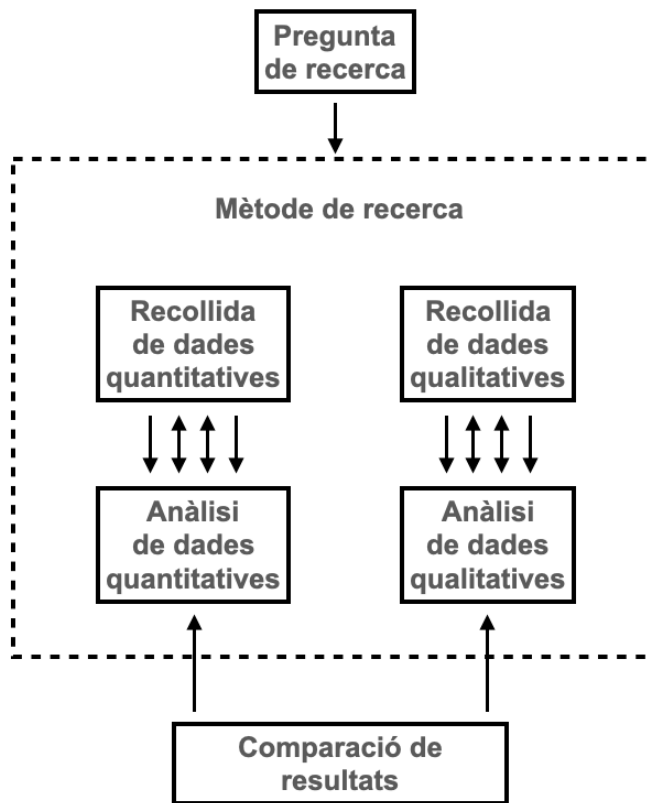 Pregunta
de recerca
Mètode de recerca
Recollida
de dades
quantitatives
Recollida
de dades
qualitatives
Anàlisi
de dades
quantitatives
Anàlisi
de dades
qualitatives
Comparació de
resultats